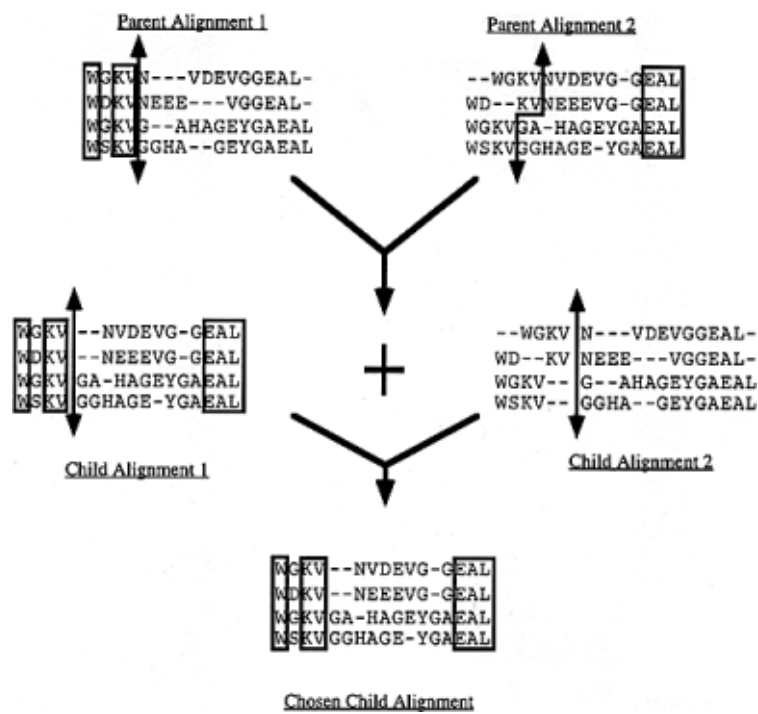 Parent Alignment 1
WGKVN---VDEVGGEAL-
WDKVNEEE---VGGEAL
WGKVG--AHAGEYGAEAL
WSKVGGHA--GEYGAEAL
Parent Alignment 2
--WGKVNVDEVG-GEAL
WD--KVNEEEVG-GEAL
WGKVGA-HAGEYGAEAL
WSKVGGHAGE-YGAEAL
+
WGKV--NVDEVG-GEAL
WDKV--NEEEVG-GEAL
WGKVGA-HAGEYGAEAL
WSKVGGHAGE-YGAEAL
Child Alignment 1
--WGKV N---VDEVGGEAL-
WD--KV NEEE---VGGEAL
WGKV-- G--AHAGEYGAEAL
WSKV-- GGHA--GEYGAEAL
Child Alignment 2
WGKV--NVDEVG-GEAL
WDKV--NEEEVG-GEAL
WGKVGA-HAGEYGAEAL
WSKVGGHAGE-YGAEAL
Chosen Child Alignment